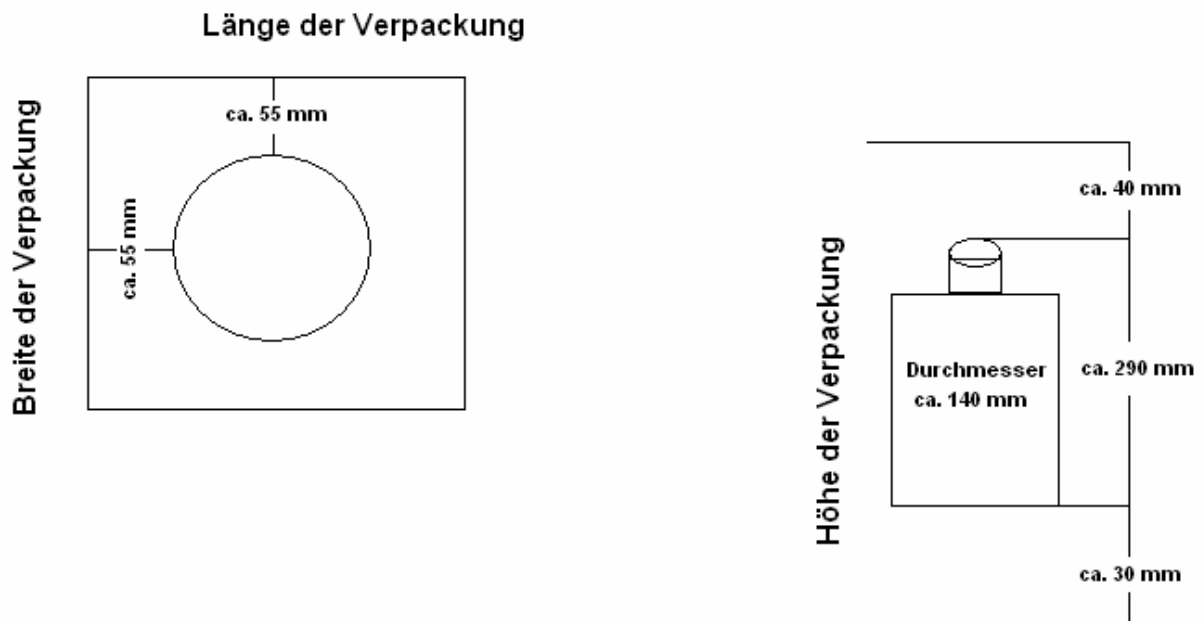 Länge der Verpackung
Breite der Verpackung
ca. 55 mm
ca. 55 mm
Höhe der Verpackung
ca. 40 mm
Durchmesser
ca. 140 mm
ca. 290 mm
ca. 30 mm